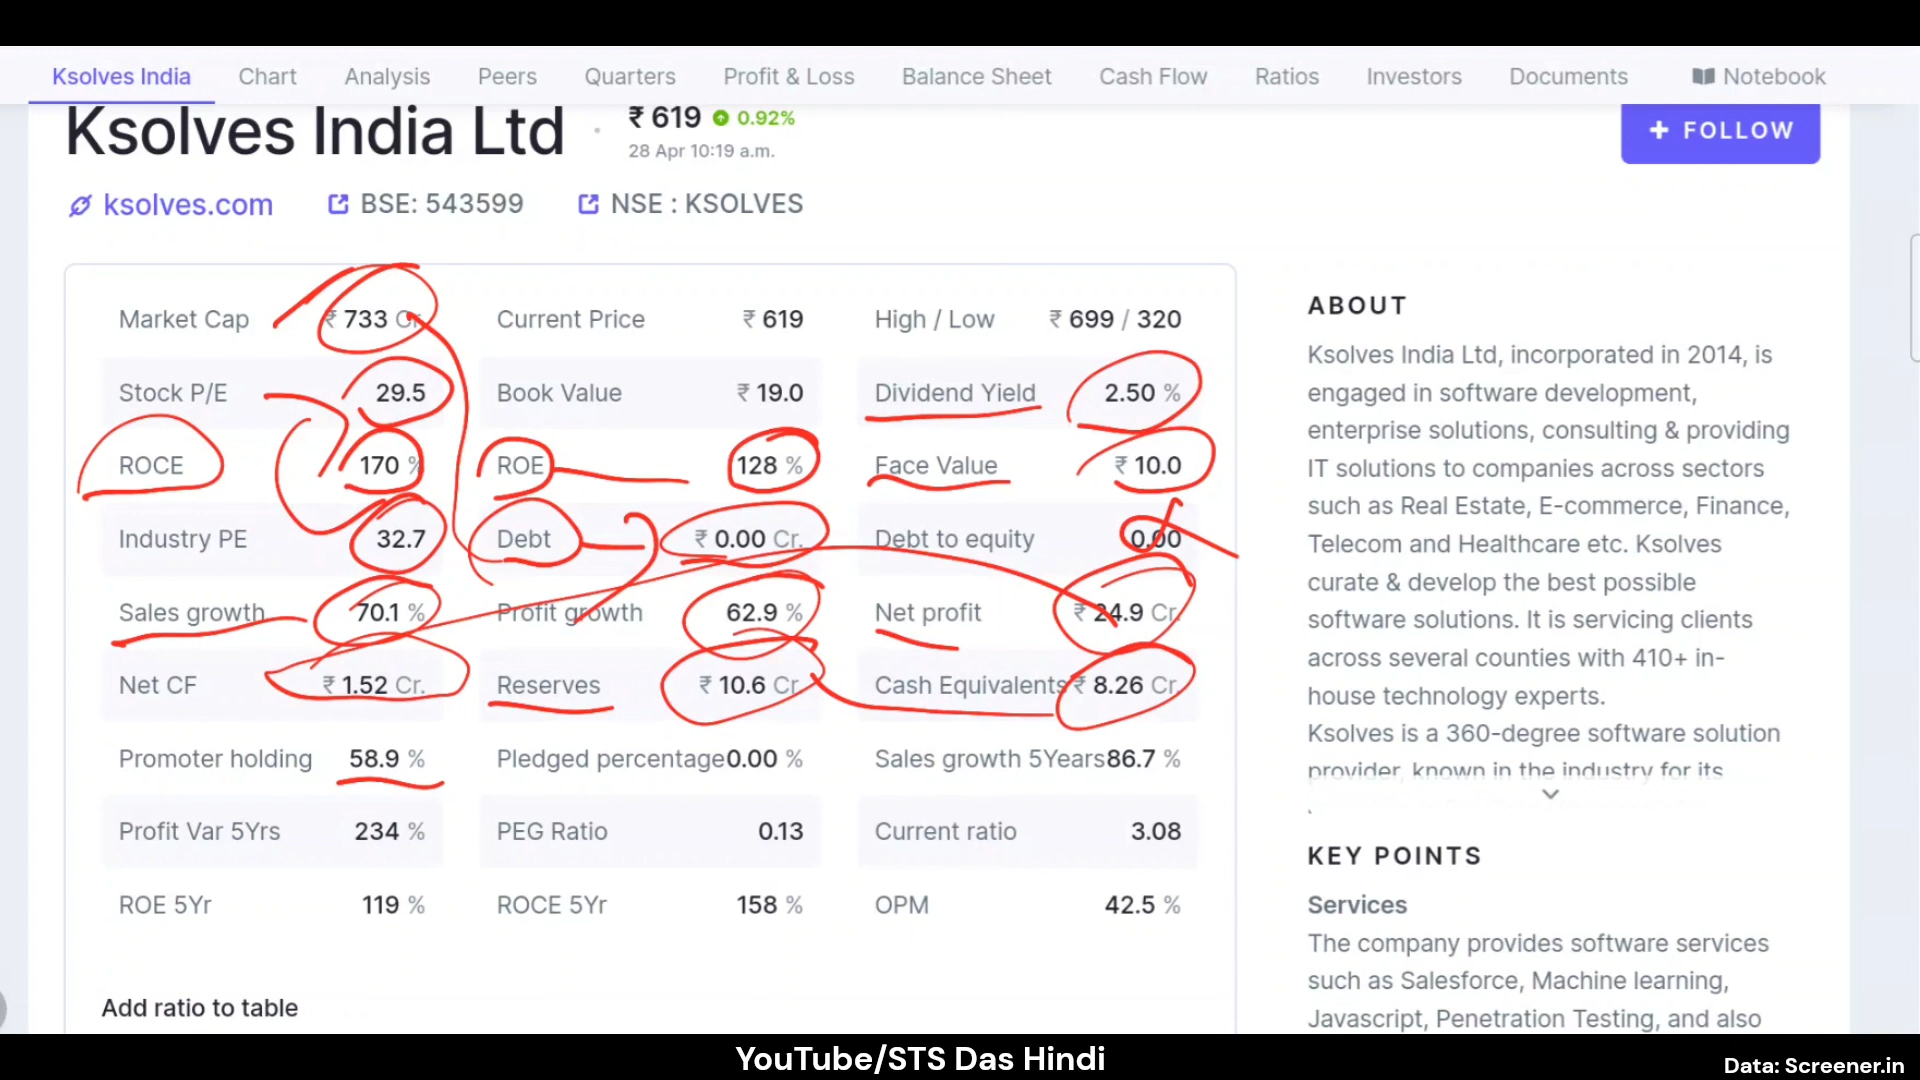 Ksolves India Chart Analysis Peers Quarters Profit & Loss Balance Sheet Cash Flow Ratios Investors Documents Notebook
Ksolves India Ltd ₹ 619 0.92%
28 Apr 10:19 a.m.
+ FOLLOW
ksolves.com BSE: 543599 NSE : KSOLVES
Market Cap ₹ 733 Cr. Current Price ₹ 619 High / Low ₹ 699 / 320
Stock P/E 29.5 Book Value ₹ 19.0 Dividend Yield 2.50 %
ROCE 170 % ROE 128 % Face Value ₹ 10.0
Industry PE 32.7 Debt ₹ 0.00 Cr. Debt to equity 0.00
Sales growth 70.1 % Profit growth 62.9 % Net profit ₹ 24.9 Cr.
Net CF ₹ 1.52 Cr. Reserves ₹ 10.6 Cr. Cash Equivalents ₹ 8.26 Cr.
Promoter holding 58.9 % Pledged percentage 0.00 % Sales growth 5Years 86.7 %
Profit Var 5Yrs 234 % PEG Ratio 0.13 Current ratio 3.08
ROE 5Yr 119 % ROCE 5Yr 158 % OPM 42.5 %
Add ratio to table
ABOUT
Ksolves India Ltd, incorporated in 2014, is
engaged in software development,
enterprise solutions, consulting & providing
IT solutions to companies across sectors
such as Real Estate, E-commerce, Finance,
Telecom and Healthcare etc. Ksolves
curate & develop the best possible
software solutions. It is servicing clients
across several counties with 410+ in-
house technology experts.
Ksolves is a 360-degree software solution
provider, known in the industry for its
KEY POINTS
Services
The company provides software services
such as Salesforce, Machine learning,
Javascript, Penetration Testing, and also
YouTube/STS Das Hindi
Data: Screener.in